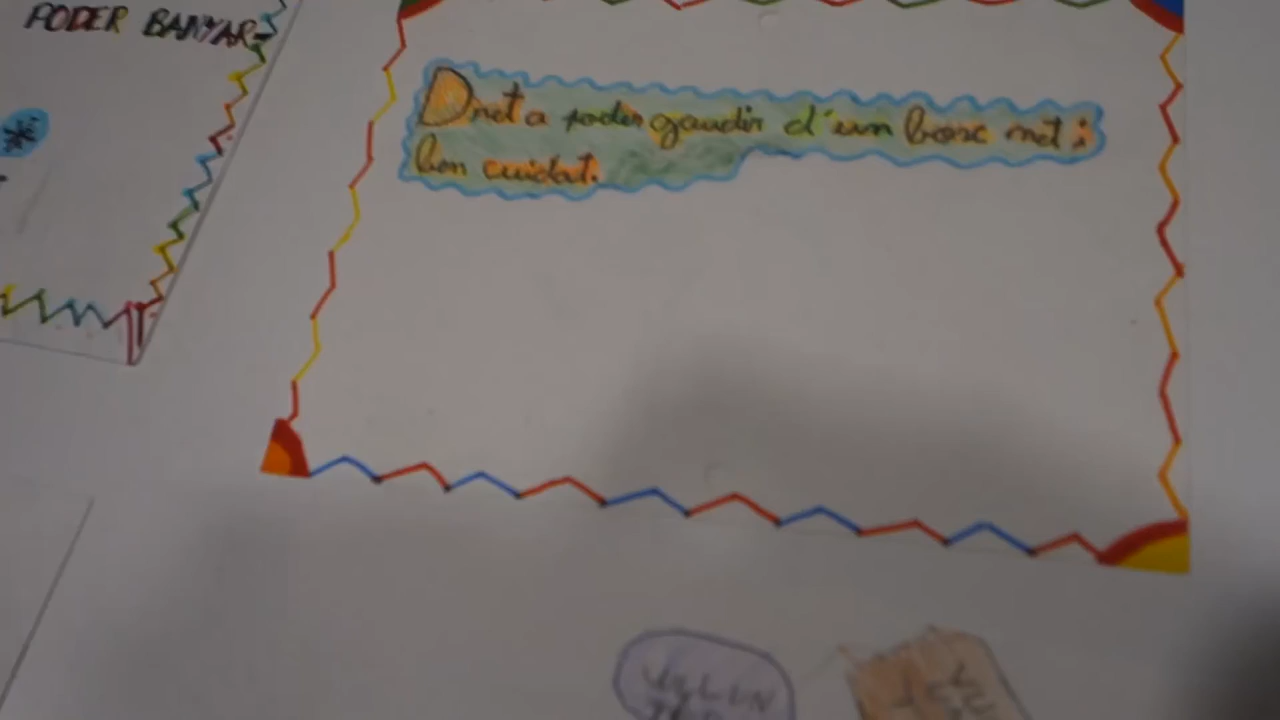 PODER BANYAR-
Dret a poder gaudir d'un bosc net i
ben cuidat.